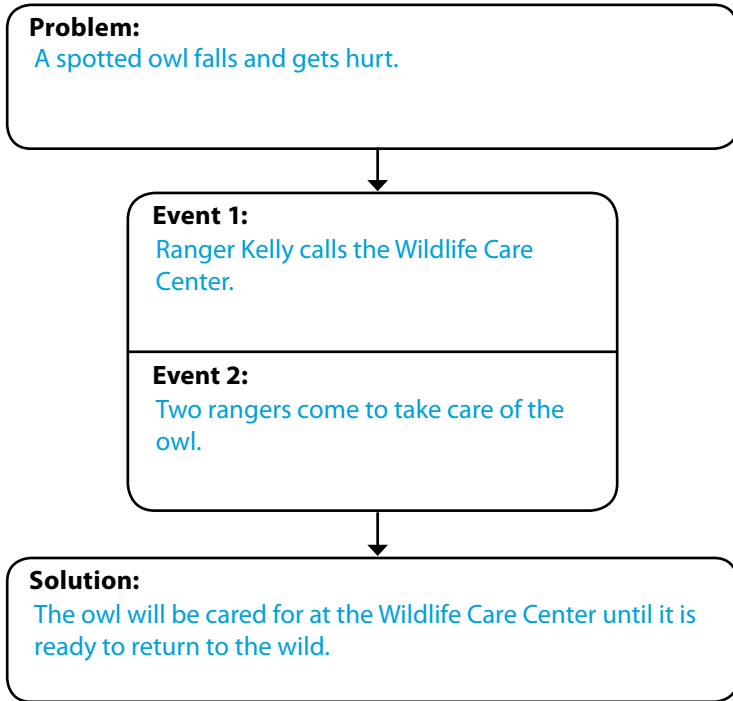 Problem:
A spotted owl falls and gets hurt.
Event 1:
Ranger Kelly calls the Wildlife Care
Center.
Event 2:
Two rangers come to take care of the
owl.
Solution:
The owl will be cared for at the Wildlife Care Center until it is
ready to return to the wild.